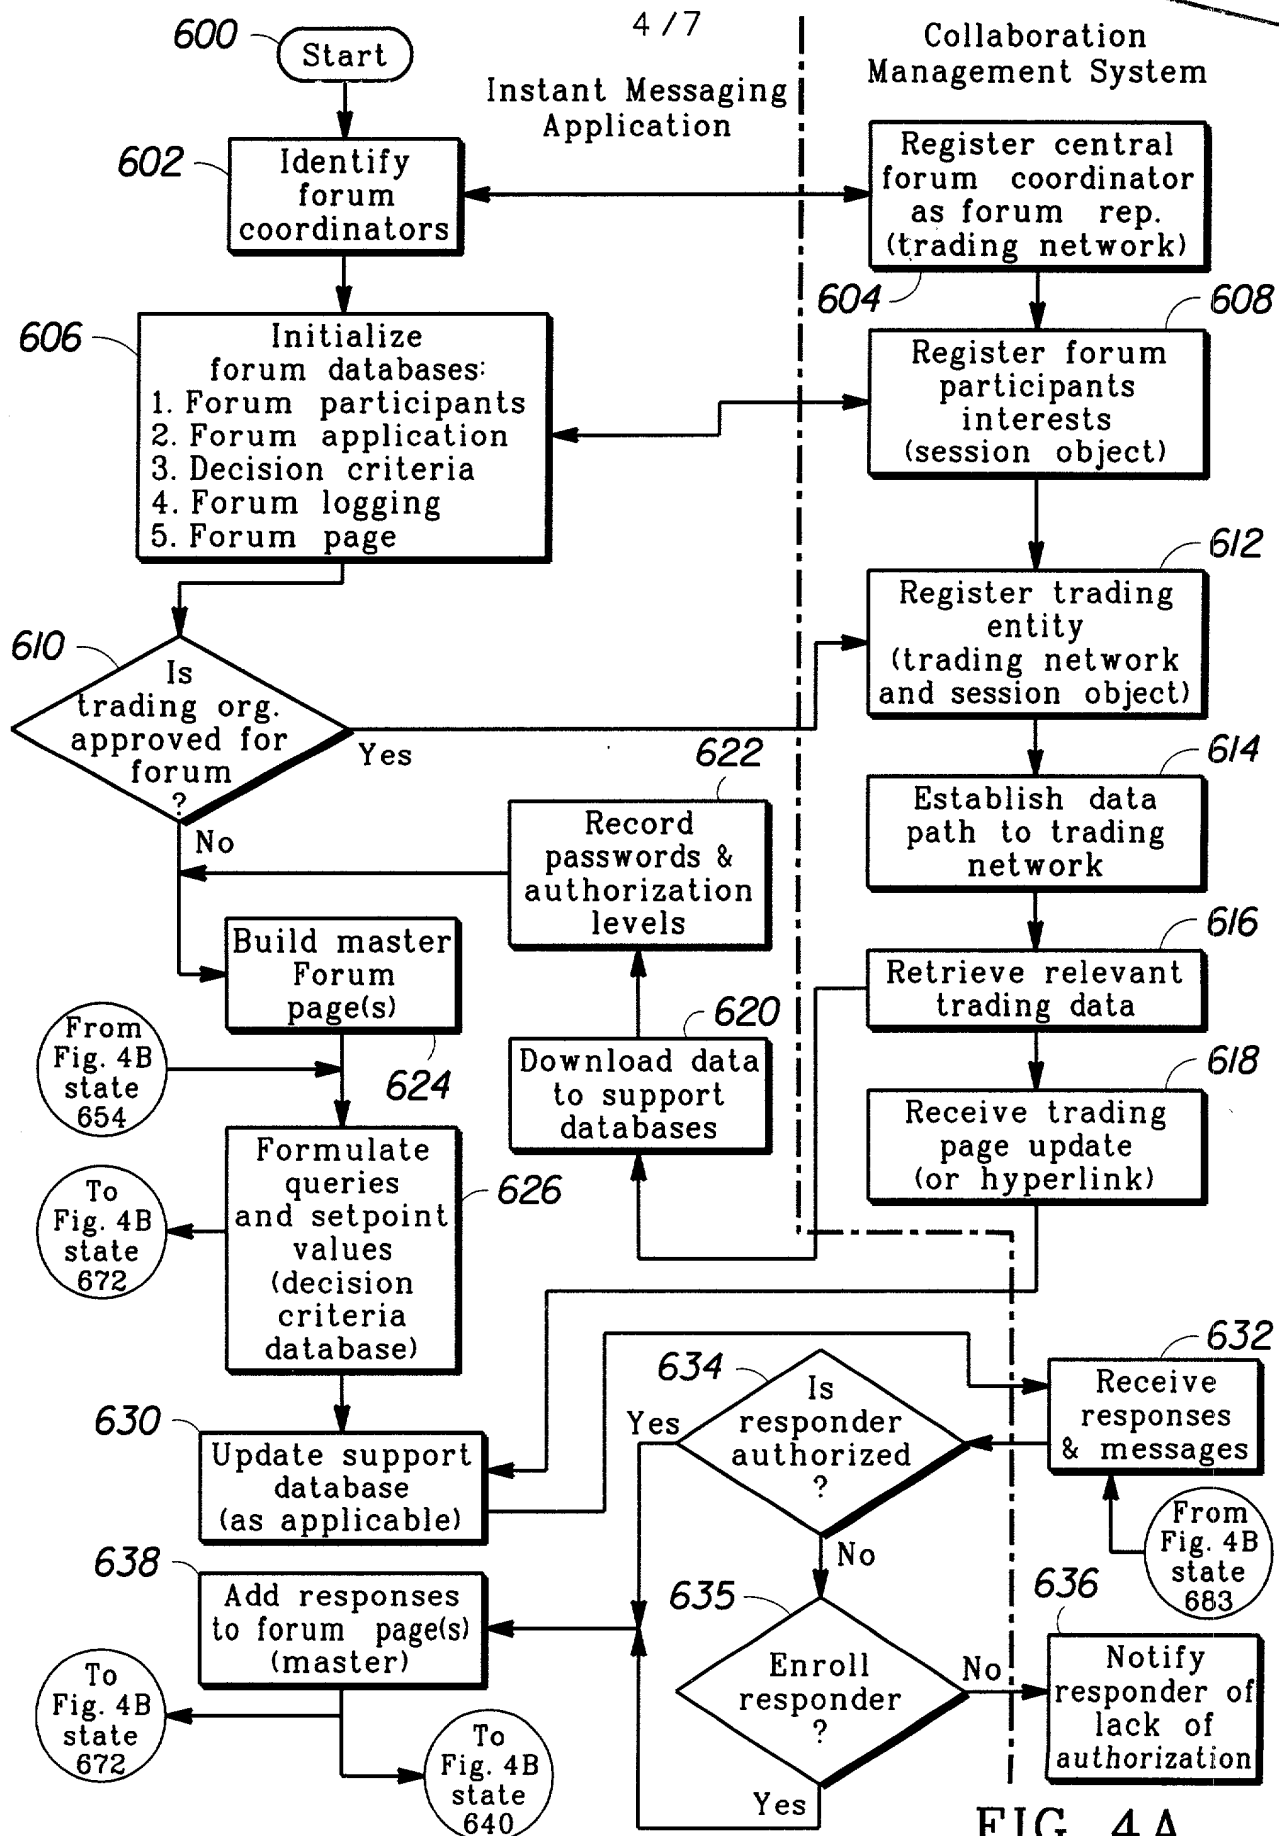 4/7
Instant Messaging
Application
Collaboration
Management System
600
Start
602
Identify
forum
coordinators
Register central
forum coordinator
as forum rep.
(trading network)
604
606
Initialize
forum databases:
1. Forum participants
2. Forum application
3. Decision criteria
4. Forum logging
5. Forum page
608
Register forum
participants
interests
(session object)
610
Is
trading org.
approved for
forum
?
Yes
No
612
Register trading
entity
(trading network
and session object)
614
Establish data
path to trading
network
616
Retrieve relevant
trading data
618
Receive trading
page update
(or hyperlink)
622
Record
passwords &
authorization
levels
620
Download data
to support
databases
Build master
Forum
page(s)
624
From
Fig. 4B
state
654
Formulate
queries
and setpoint
values
(decision
criteria
database)
626
To
Fig. 4B
state
672
630
Update support
database
(as applicable)
632
Receive
responses
& messages
From
Fig. 4B
state
683
634
Is
responder
authorized
?
Yes
No
635
Enroll
responder
?
No
Yes
636
Notify
responder of
lack of
authorization
638
Add responses
to forum page(s)
(master)
To
Fig. 4B
state
672
To
Fig. 4B
state
640
FIG. 4A